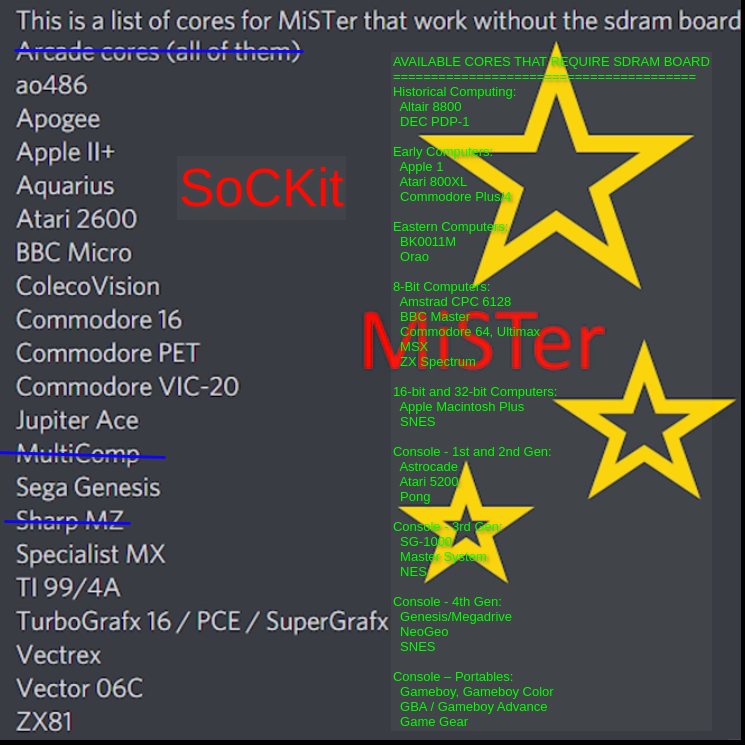 This is a list of cores for MiSTer that work without the sdram board
Arcade cores (all of them)
ao486
Apogee
Apple II+
Aquarius
Atari 2600
BBC Micro
ColecoVision
Commodore 16
Commodore PET
Commodore VIC-20
Jupiter Ace
MultiComp
Sega Genesis
Sharp MZ
Specialist MX
TI 99/4A
TurboGrafx 16 / PCE / SuperGrafx
Vectrex
Vector 06C
ZX81
SoCKit
MiSTer
AVAILABLE CORES THAT REQUIRE SDRAM BOARD
========================================
Historical Computing:
Altair 8800
DEC PDP-1
Early Computers:
Apple 1
Atari 800XL
Commodore Plus/4
Eastern Computers:
BK0011M
Orao
8-Bit Computers:
Amstrad CPC 6128
BBC Master
Commodore 64, Ultimax
MSX
ZX Spectrum
16-bit and 32-bit Computers:
Apple Macintosh Plus
SNES
Console - 1st and 2nd Gen:
Astrocade
Atari 5200
Pong
Console - 3rd Gen:
SG-1000
Master System
NES
Console - 4th Gen:
Genesis/Megadrive
NeoGeo
SNES
Console – Portables:
Gameboy, Gameboy Color
GBA / Gameboy Advance
Game Gear